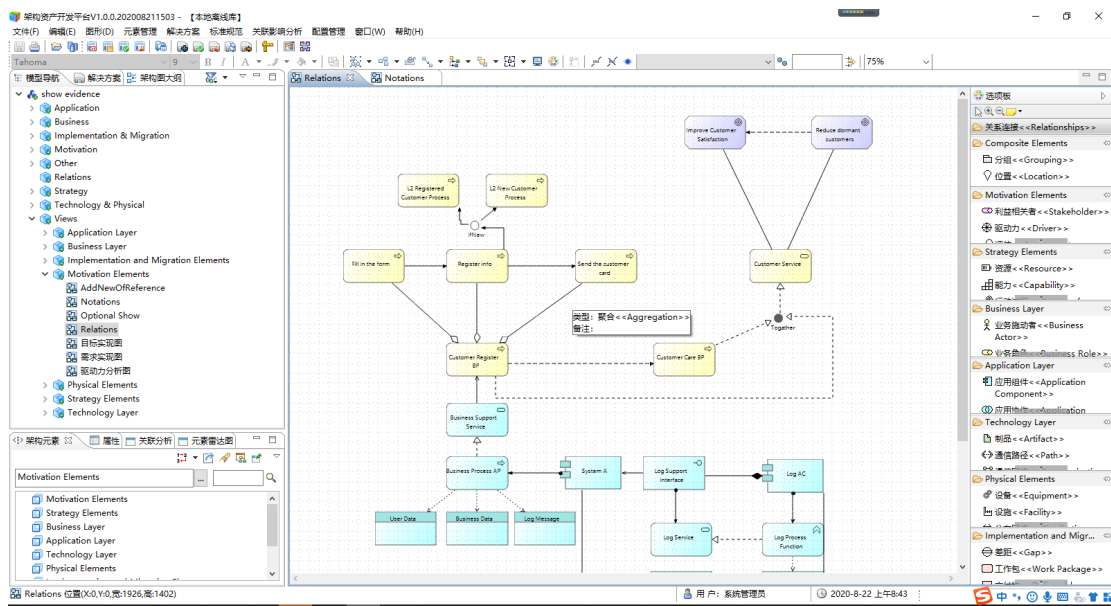 架构资产开发平台V1.0.0.202008211503 - 【本地离线库】
文件(F) 编辑(E) 图形(D) 元素管理 解决方案 标准规范 关联影响分析 配置管理 窗口(W) 帮助(H)
Tahoma 9 B I A 75%
模型导航 解决方案 架构图大纲
show evidence
Application
Business
Implementation & Migration
Motivation
Other
Relations
Strategy
Technology & Physical
Views
Application Layer
Business Layer
Implementation and Migration Elements
Motivation Elements
AddNewOfReference
Notations
Optional Show
Relations
目标实现图
需求实现图
驱动力分析图
Physical Elements
Strategy Elements
Technology Layer
架构元素 属性 关联分析 元素雷达图
Motivation Elements ...
Motivation Elements
Strategy Elements
Business Layer
Application Layer
Technology Layer
Physical Elements
Relations Notations
Improve Customer
Satisfaction
Reduce dormant
customers
L2 Registered
Customer Process
L2 New Customer
Process
IfNew
Fill in the form
Register info
Send the customer
card
Customer Service
类型: 聚合<<Aggregation>>
备注:
Togather
Customer Register
BP
Customer Care BP
Business Support
Service
Business Process AP
System A
Log Support
Interface
Log AC
User Data
Business Data
Log Message
Log Service
Log Process
Function
选项板
关系连接<<Relationships>>
Composite Elements
分组<<Grouping>>
位置<<Location>>
Motivation Elements
利益相关者<<Stakeholder>>
驱动力<<Driver>>
Strategy Elements
资源<<Resource>>
能力<<Capability>>
Business Layer
业务施动者<<Business
Actor>>
业务角色<<Business Role>>
Application Layer
应用组件<<Application
Component>>
应用协作<<Application
Technology Layer
制品<<Artifact>>
通信路径<<Path>>
Physical Elements
设备<<Equipment>>
设施<<Facility>>
Implementation and Migr...
差距<<Gap>>
工作包<<Work Package>>
Relations 位置(X:0,Y:0,宽:1926,高:1402)
用 户: 系统管理员
2020-8-22 上午8:43
中